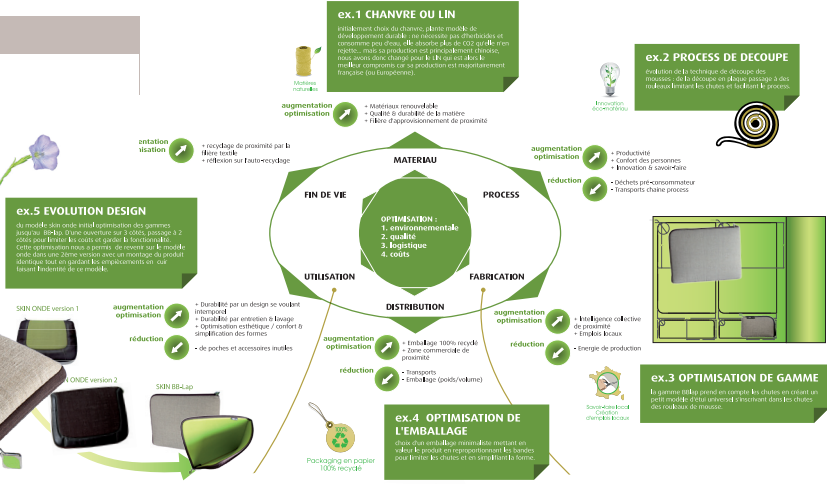 ex.1 CHANVRE OU LIN
initialement choix du chanvre, plante modèle de
développement durable : ne nécessite pas d'herbicides et
consomme peu d'eau, elle absorbe plus de CO2 qu'elle n'en
rejette... mais sa production est principalement chinoise,
nous avons donc changé pour le LIN qui est alors le
meilleur compromis car sa production est majoritairement
française (ou Européenne).
Matières
naturelles
augmentation
optimisation
+ Matériaux renouvelable
+ Qualité & durabilité de la matière
+ Filière d'approvisionnement de proximité
ex.2 PROCESS DE DECOUPE
évolution de la technique de découpe des
mousses : de la découpe en plaque passage à des
rouleaux limitant les chutes et facilitant le process.
Innovation
éco-matériau
augmentation
optimisation
+ Productivité
+ Confort des personnes
+ Innovation & savoir-faire
réduction
- Déchets pré-consommateur
- Transports chaine process
entation
isation
+ recyclage de proximité par la
filière textile
+ réflexion sur l'auto-recyclage
MATERIAU
FIN DE VIE
PROCESS
OPTIMISATION :
1. environnementale
2. qualité
3. logistique
4. coûts
UTILISATION
FABRICATION
DISTRIBUTION
ex.5 EVOLUTION DESIGN
du modèle skin onde initial optimisation des gammes
jusqu'au BB-lap. D'une ouverture sur 3 côtés, passage à 2
côtés pour limiter les coûts et garder la fonctionnalité.
Cette optimisation nous a permis de revenir sur le modèle
onde dans une 2ème version avec un montage du produit
identique tout en gardant les empiècements en cuir
faisant l'indentité de ce modèle.
SKIN ONDE version 1
augmentation
optimisation
+ Durabilité par un design se voulant
intemporel
+ Durabilité par entretien & lavage
+ Optimisation esthétique / confort &
simplification des formes
réduction
- de poches et accessoires inutiles
ONDE version 2
SKIN BB-Lap
augmentation
optimisation
+ Emballage 100% recyclé
+ Zone commerciale de
proximité
réduction
- Transports
- Emballage (poids/volume)
augmentation
optimisation
+ Intelligence collective
de proximité
+ Emplois locaux
réduction
- Energie de production
Savoir-faire local
Création
d'emplois locaux
ex.3 OPTIMISATION DE GAMME
la gamme BBlap prend en compte les chutes en créant un
petit modèle d'étui universel s'inscrivant dans les chutes
des rouleaux de mousse.
100%
Packaging en papier
100% recyclé
ex.4 OPTIMISATION DE
L'EMBALLAGE
choix d'un emballage minimaliste mettant en
valeur le produit en reproportionnant les bandes
pour limiter les chutes et en simplifiant la forme.